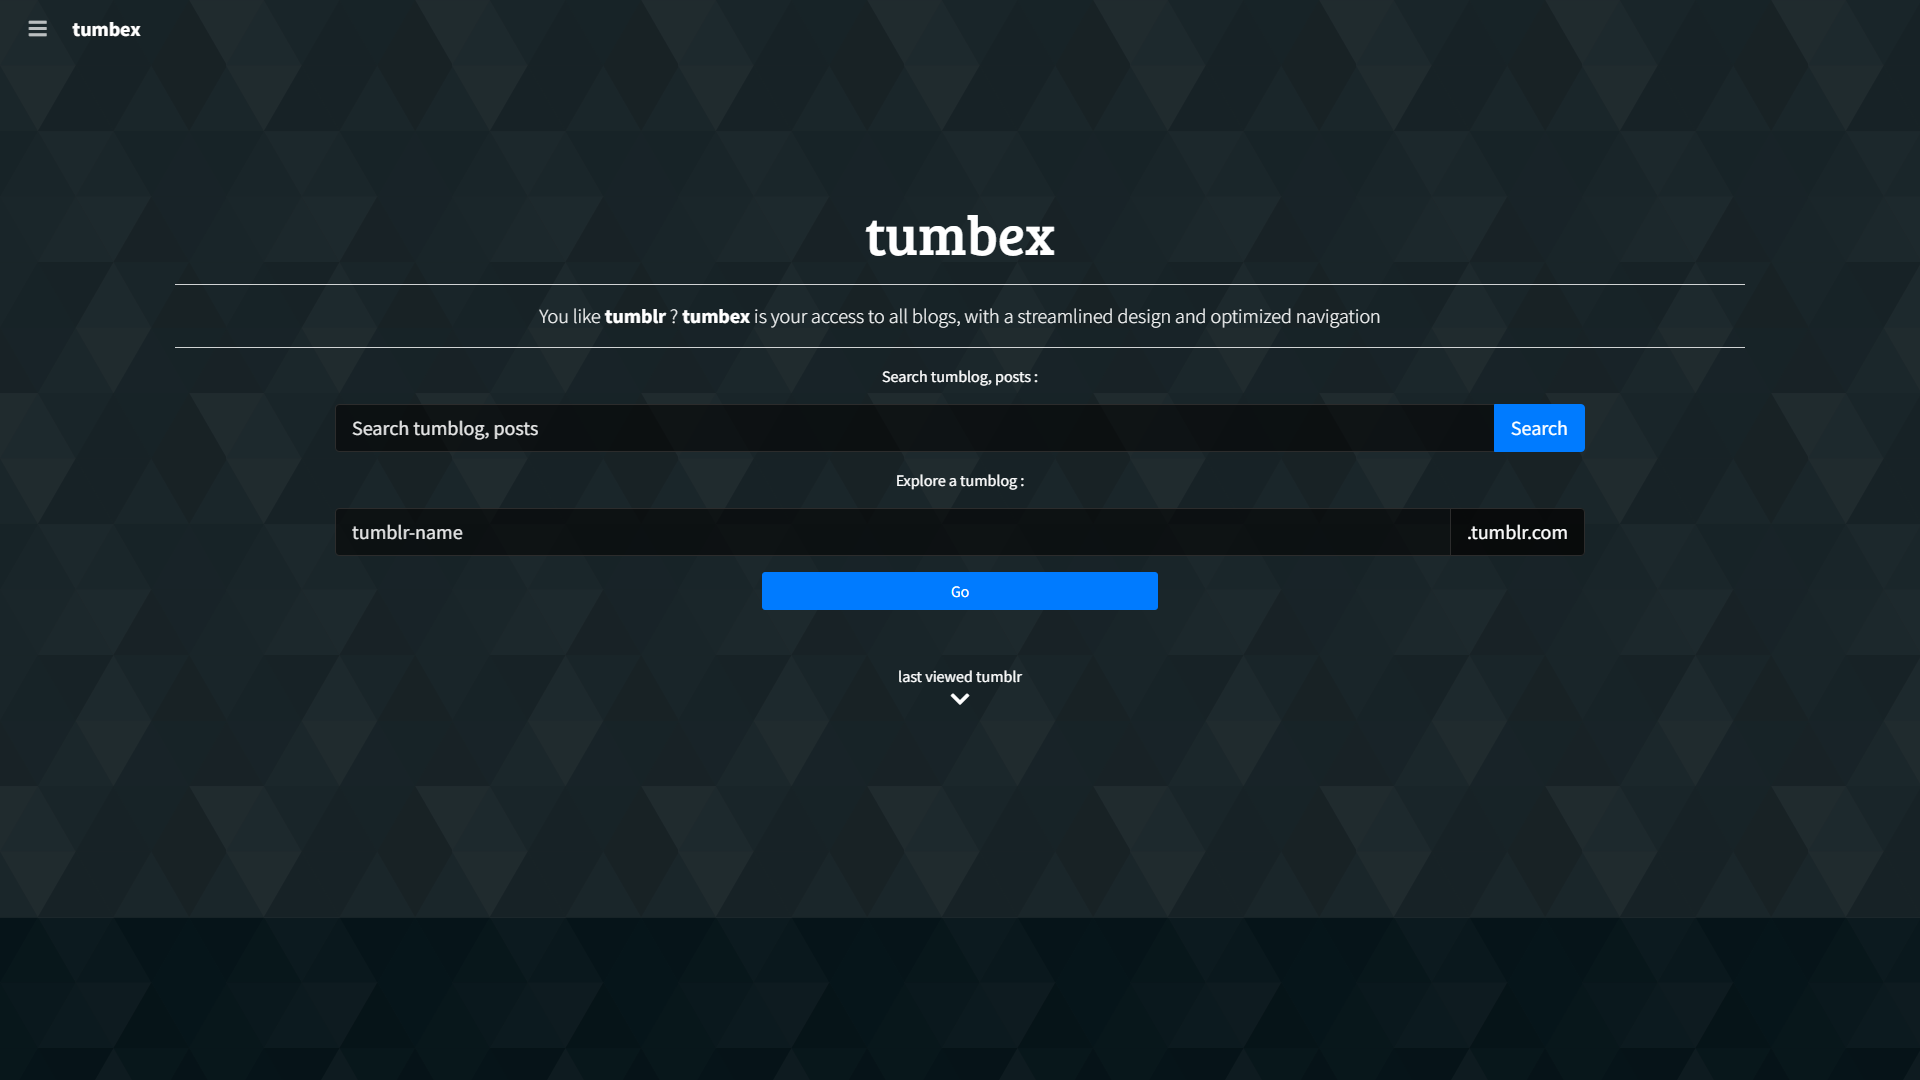 tumbex
tumbex
You like tumblr ? tumbex is your access to all blogs, with a streamlined design and optimized navigation
Search tumblog, posts :
Search tumblog, posts
Search
Explore a tumblog :
tumblr-name
.tumblr.com
Go
last viewed tumblr